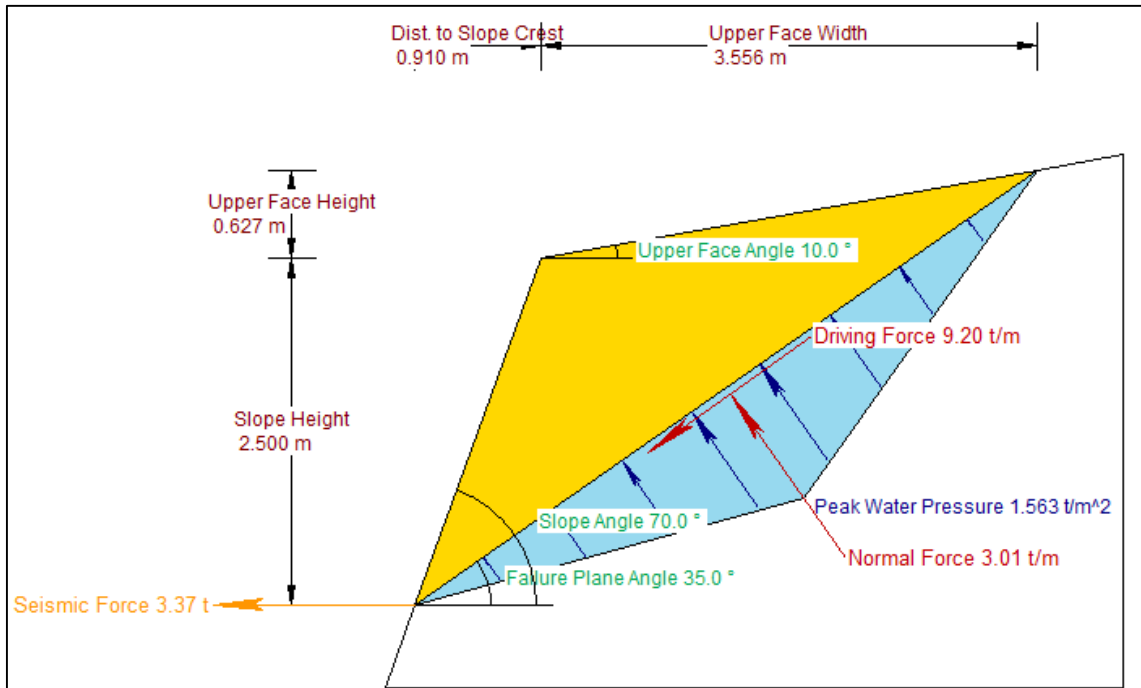 Dist. to Slope Crest
0.910 m
Upper Face Width
3.556 m
Upper Face Height
0.627 m
Upper Face Angle 10.0 °
Driving Force 9.20 t/m
Slope Height
2.500 m
Peak Water Pressure 1.563 t/m^2
Slope Angle 70.0 °
Normal Force 3.01 t/m
Failure Plane Angle 35.0 °
Seismic Force 3.37 t